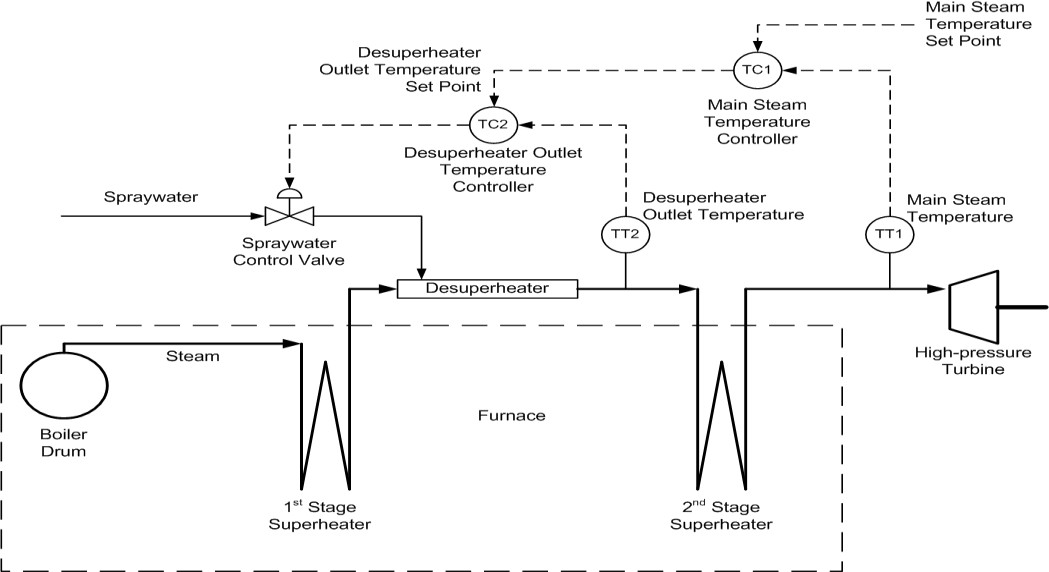 Main Steam
Temperature
Set Point
Desuperheater
Outlet Temperature
Set Point
TC1
Main Steam
Temperature
Controller
TC2
Desuperheater Outlet
Temperature
Controller
Spraywater
Spraywater
Control Valve
Desuperheater
Outlet Temperature
TT2
Main Steam
Temperature
TT1
Desuperheater
High-pressure
Turbine
Steam
Boiler
Drum
Furnace
1st Stage
Superheater
2nd Stage
Superheater